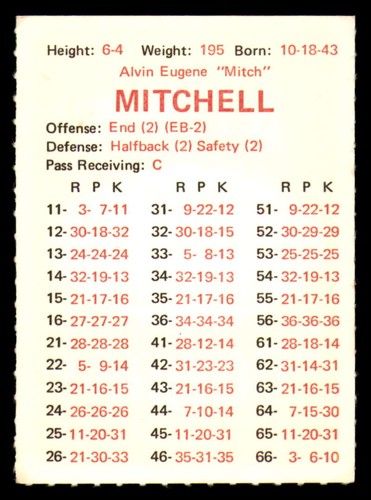 Height: 6-4 Weight: 195 Born: 10-18-43
Alvin Eugene "Mitch"
MITCHELL
Offense: End (2) (EB-2)
Defense: Halfback (2) Safety (2)
Pass Receiving: C
R P K R P K R P K
11- 3- 7-11 31- 9-22-12 51- 9-22-12
12-30-18-32 32-30-18-31 52-30-29-29
13-24-24-24 33- 5- 8-13 53-25-25-25
14-32-19-13 34-32-19-15 54-32-19-13
15-21-17-16 35-21-17-16 55-21-17-15
16-27-27-27 36-34-34-34 56-36-36-36
21-28-28-28 41-28-12-14 61-28-18-14
22- 5- 9-14 42-31-23-23 62-31-23-30
23-21-16-15 43-21-16-15 63-21-16-15
24-26-26-26 44- 7-10-14 64- 7-15-30
25-11-20-31 45-11-20-31 65-11-20-31
26-21-30-33 46-31-35-35 66- 3- 6-10